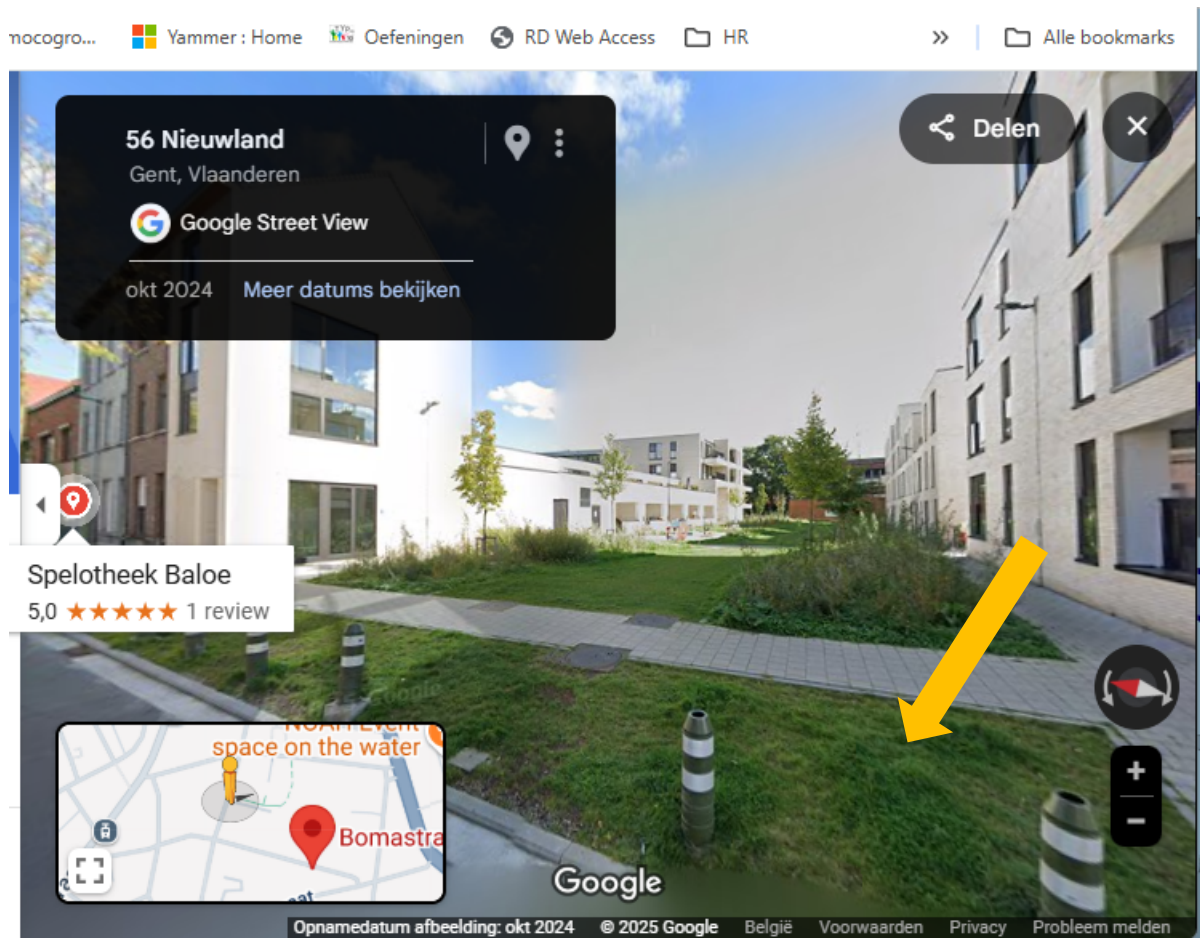 mocogro...
Yammer : Home
Oefeningen
RD Web Access
HR
»
Alle bookmarks
56 Nieuwland
Gent, Vlaanderen
Google Street View
okt 2024 Meer datums bekijken
Delen
Spelotheek Baloe
5,0 ★★★★★ 1 review
space on the water
Bomastra
Google
Opnamedatum afbeelding: okt 2024 © 2025 Google België Voorwaarden Privacy Probleem melden